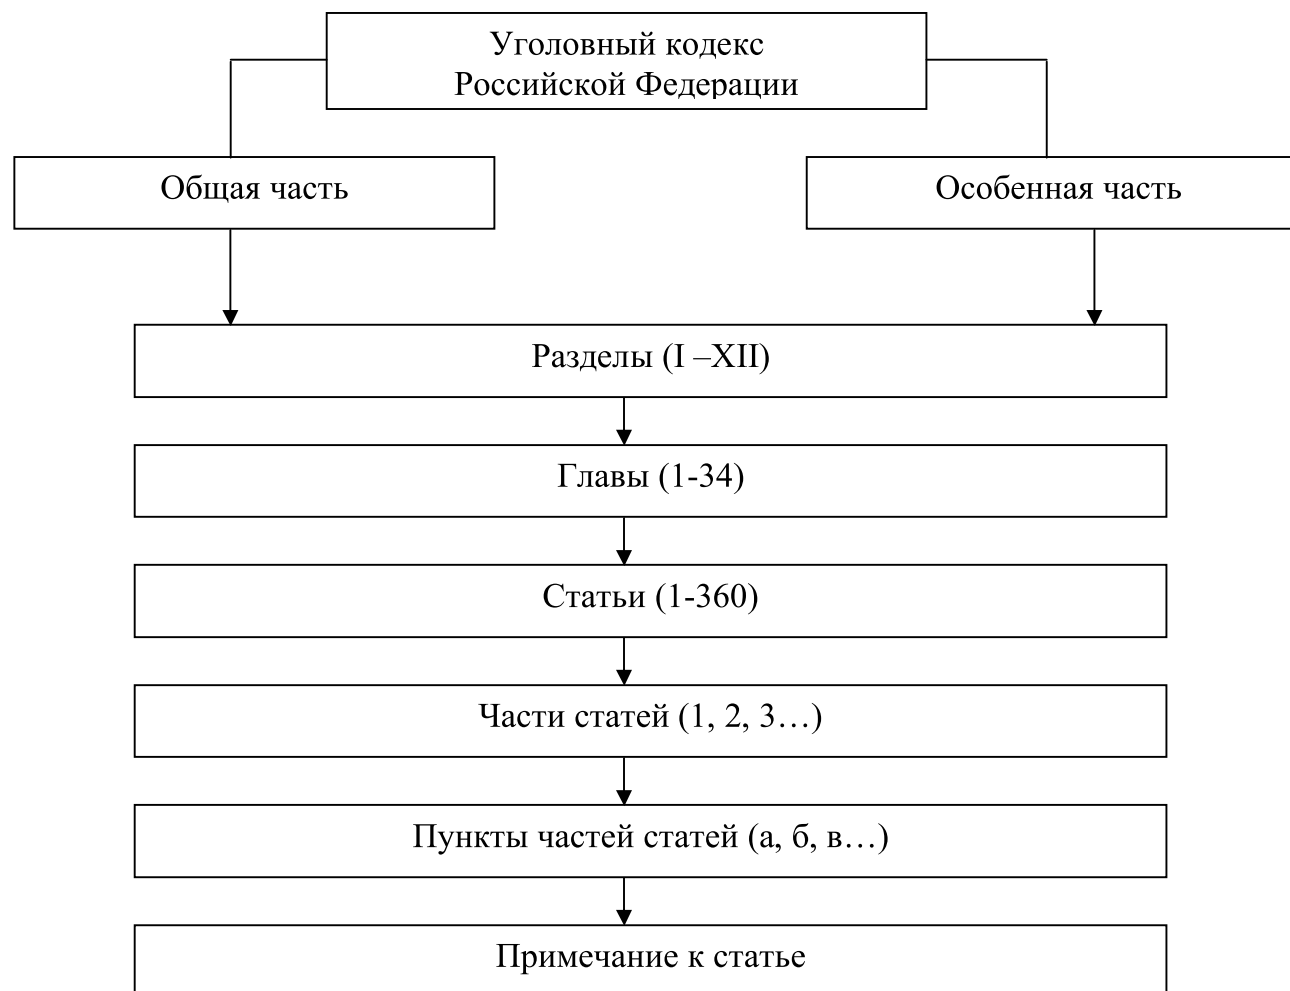 Уголовный кодекс
Российской Федерации
Общая часть
Особенная часть
Разделы (I –XII)
Главы (1-34)
Статьи (1-360)
Части статей (1, 2, 3…)
Пункты частей статей (а, б, в…)
Примечание к статье